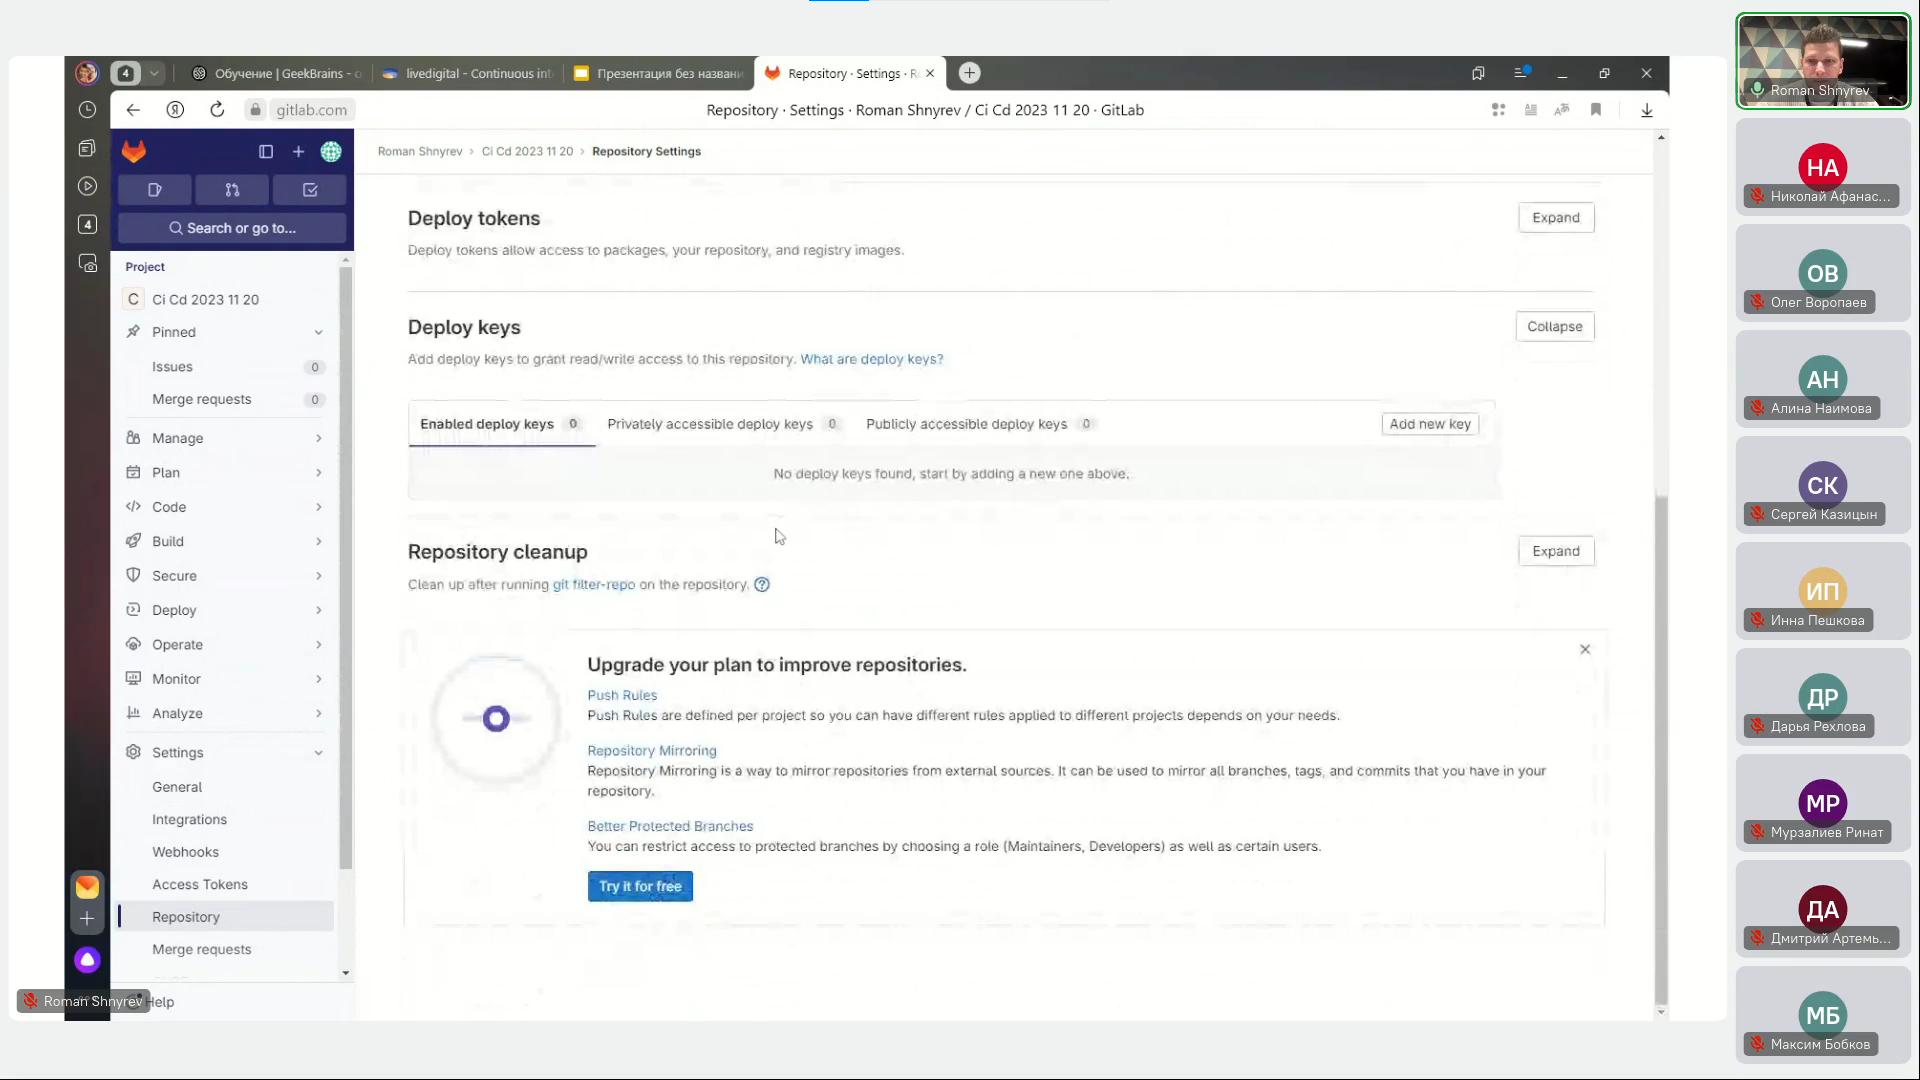 4
Обучение | GeekBrains - о
livedigital - Continuous int
Презентация без названи
Repository · Settings · R
gitlab.com
Repository · Settings · Roman Shnyrev / Ci Cd 2023 11 20 · GitLab
4
Search or go to...
Project
C Ci Cd 2023 11 20
Pinned
Issues 0
Merge requests 0
Manage
Plan
Code
Build
Secure
Deploy
Operate
Monitor
Analyze
Settings
General
Integrations
Webhooks
Access Tokens
Repository
Merge requests
Help
Roman Shnyrev
Roman Shnyrev › Ci Cd 2023 11 20 › Repository Settings
Deploy tokens
Expand
Deploy tokens allow access to packages, your repository, and registry images.
Deploy keys
Collapse
Add deploy keys to grant read/write access to this repository. What are deploy keys?
Enabled deploy keys 0 Privately accessible deploy keys 0 Publicly accessible deploy keys 0
Add new key
No deploy keys found, start by adding a new one above.
Repository cleanup
Expand
Clean up after running git filter-repo on the repository.
Upgrade your plan to improve repositories.
Push Rules
Push Rules are defined per project so you can have different rules applied to different projects depends on your needs.
Repository Mirroring
Repository Mirroring is a way to mirror repositories from external sources. It can be used to mirror all branches, tags, and commits that you have in your
repository.
Better Protected Branches
You can restrict access to protected branches by choosing a role (Maintainers, Developers) as well as certain users.
Try it for free
Roman Shnyrev
НА
Николай Афанас...
ОВ
Олег Воропаев
АН
Алина Наимова
СК
Сергей Казицын
ИП
Инна Пешкова
ДР
Дарья Рехлова
МР
Мурзалиев Ринат
ДА
Дмитрий Артемь...
МБ
Максим Бобков